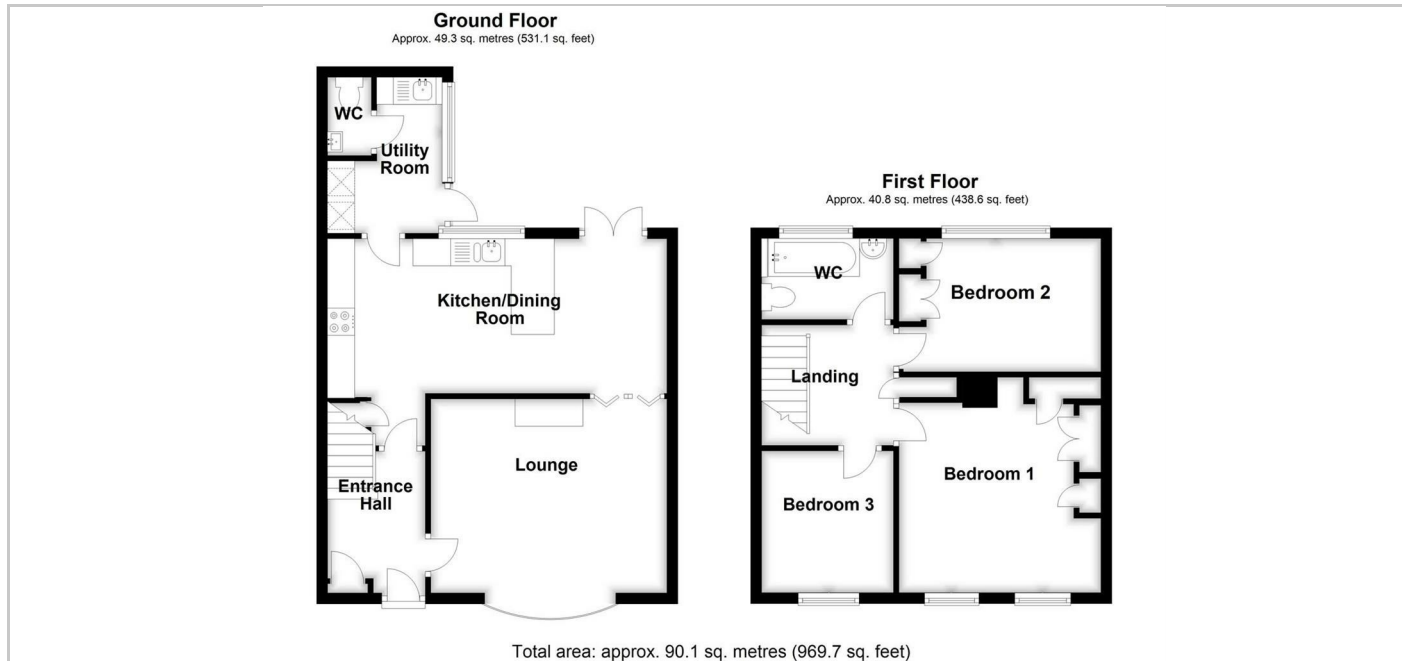 Ground Floor
Approx. 49.3 sq. metres (531.1 sq. feet)
WC
Utility
Room
Kitchen/Dining
Room
Lounge
Entrance
Hall
First Floor
Approx. 40.8 sq. metres (438.6 sq. feet)
WC
Bedroom 2
Landing
Bedroom 1
Bedroom 3
Total area: approx. 90.1 sq. metres (969.7 sq. feet)